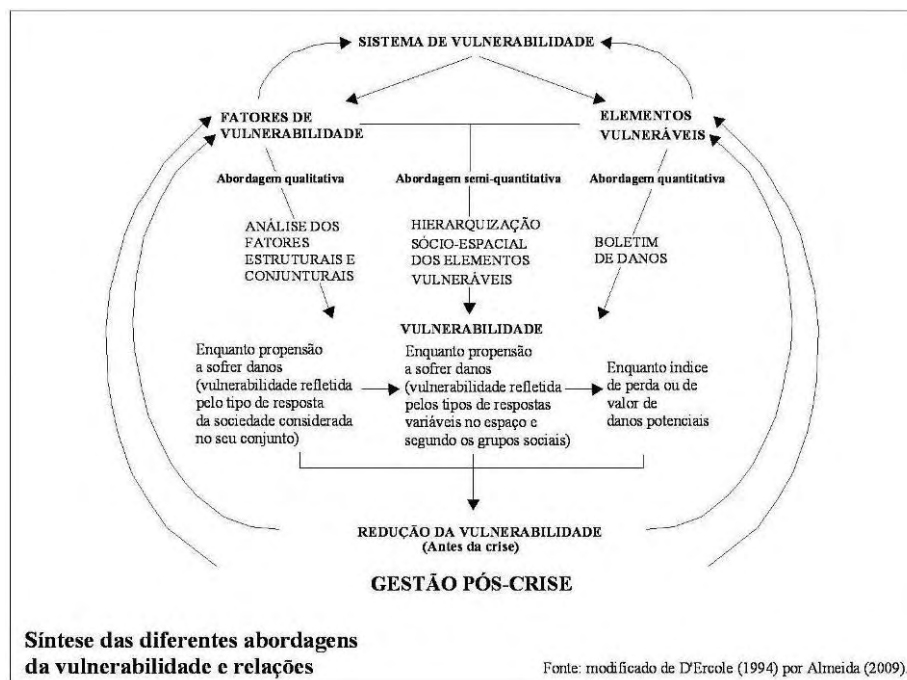 SISTEMA DE VULNERABILIDADE
FATORES DE
VULNERABILIDADE
ELEMENTOS
VULNERÁVEIS
Abordagem qualitativa
Abordagem semi-quantitativa
Abordagem quantitativa
ANÁLISE DOS
FATORES
ESTRUTURAIS E
CONJUNTURAIS
HIERARQUIZAÇÃO
SÓCIO-ESPACIAL
DOS ELEMENTOS
VULNERÁVEIS
BOLETIM
DE DANOS
VULNERABILIDADE
Enquanto propensão
a sofrer danos
(vulnerabilidade refletida
pelo tipo de resposta
da sociedade considerada
no seu conjunto)
Enquanto propensão
a sofrer danos
(vulnerabilidade refletida
pelos tipos de respostas
variáveis no espaço e
segundo os grupos sociais)
Enquanto índice
de perda ou de
valor de
danos potenciais
REDUÇÃO DA VULNERABILIDADE
(Antes da crise)
GESTÃO PÓS-CRISE
Síntese das diferentes abordagens
da vulnerabilidade e relações
Fonte: modificado de D'Ercole (1994) por Almeida (2009).